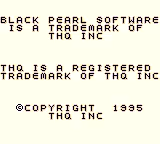 BLACK PEARL SOFTWARE
IS A TRADEMARK OF
THQ INC
THQ IS A REGISTERED
TRADEMARK OF THQ INC
©COPYRIGHT 1995
THQ INC